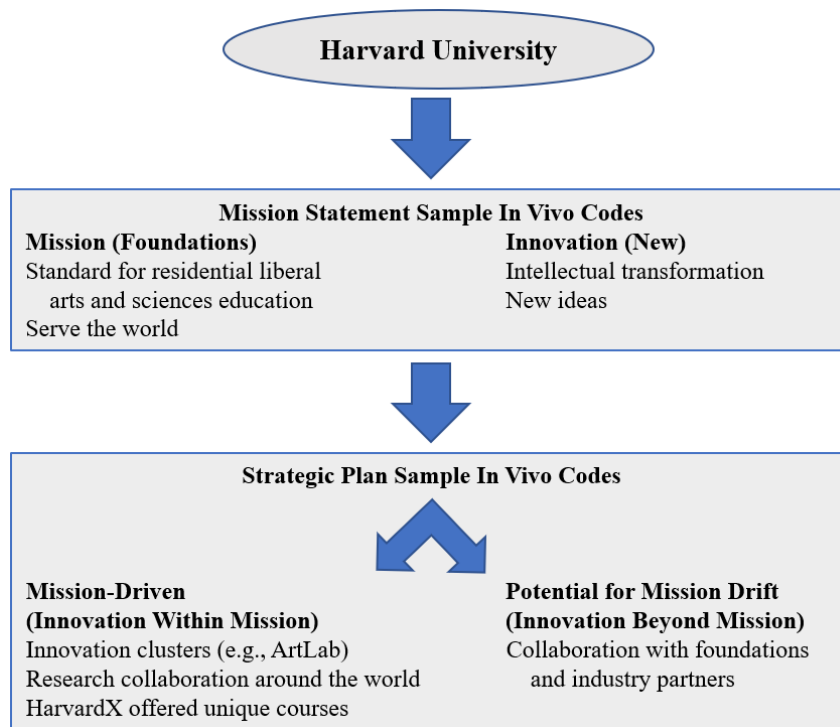 Harvard University
Mission Statement Sample In Vivo Codes
Mission (Foundations)
Standard for residential liberal
arts and sciences education
Serve the world
Innovation (New)
Intellectual transformation
New ideas
Strategic Plan Sample In Vivo Codes
Mission-Driven
(Innovation Within Mission)
Innovation clusters (e.g., ArtLab)
Research collaboration around the world
HarvardX offered unique courses
Potential for Mission Drift
(Innovation Beyond Mission)
Collaboration with foundations
and industry partners